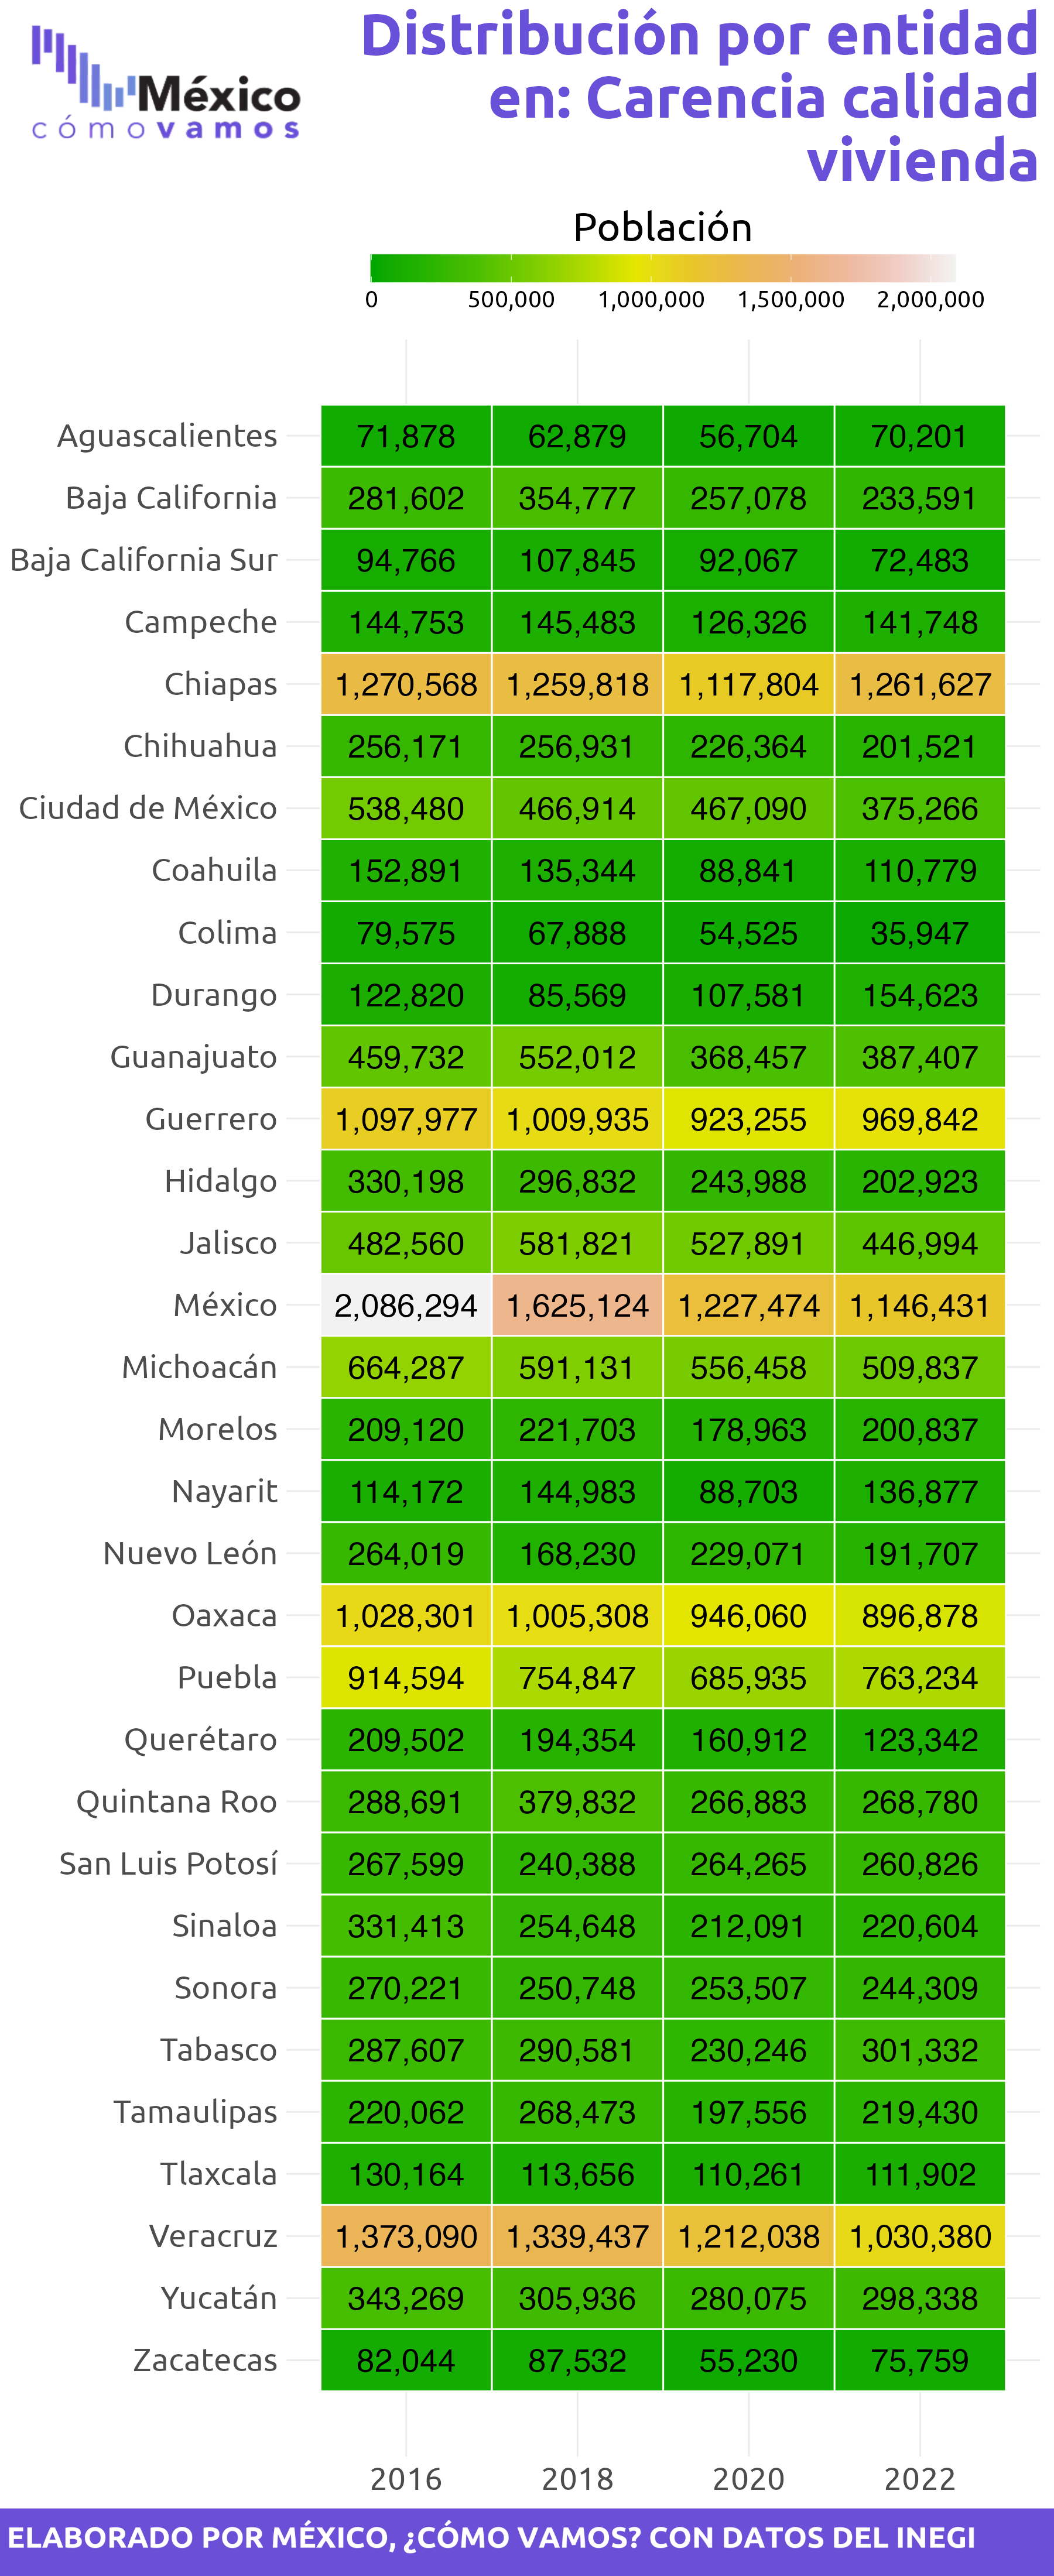 México
cómovamos
Distribución por entidad
en: Carencia calidad
vivienda
Población
0 500,000 1,000,000 1,500,000 2,000,000
Aguascalientes 71,878 62,879 56,704 70,201
Baja California 281,602 354,777 257,078 233,591
Baja California Sur 94,766 107,845 92,067 72,483
Campeche 144,753 145,483 126,326 141,748
Chiapas 1,270,568 1,259,818 1,117,804 1,261,627
Chihuahua 256,171 256,931 226,364 201,521
Ciudad de México 538,480 466,914 467,090 375,266
Coahuila 152,891 135,344 88,841 110,779
Colima 79,575 67,888 54,525 35,947
Durango 122,820 85,569 107,581 154,623
Guanajuato 459,732 552,012 368,457 387,407
Guerrero 1,097,977 1,009,935 923,255 969,842
Hidalgo 330,198 296,832 243,988 202,923
Jalisco 482,560 581,821 527,891 446,994
México 2,086,294 1,625,124 1,227,474 1,146,431
Michoacán 664,287 591,131 556,458 509,837
Morelos 209,120 221,703 178,963 200,837
Nayarit 114,172 144,983 88,703 136,877
Nuevo León 264,019 168,230 229,071 191,707
Oaxaca 1,028,301 1,005,308 946,060 896,878
Puebla 914,594 754,847 685,935 763,234
Querétaro 209,502 194,354 160,912 123,342
Quintana Roo 288,691 379,832 266,883 268,780
San Luis Potosí 267,599 240,388 264,265 260,826
Sinaloa 331,413 254,648 212,091 220,604
Sonora 270,221 250,748 253,507 244,309
Tabasco 287,607 290,581 230,246 301,332
Tamaulipas 220,062 268,473 197,556 219,430
Tlaxcala 130,164 113,656 110,261 111,902
Veracruz 1,373,090 1,339,437 1,212,038 1,030,380
Yucatán 343,269 305,936 280,075 298,338
Zacatecas 82,044 87,532 55,230 75,759
2016 2018 2020 2022
ELABORADO POR MÉXICO, ¿CÓMO VAMOS? CON DATOS DEL INEGI